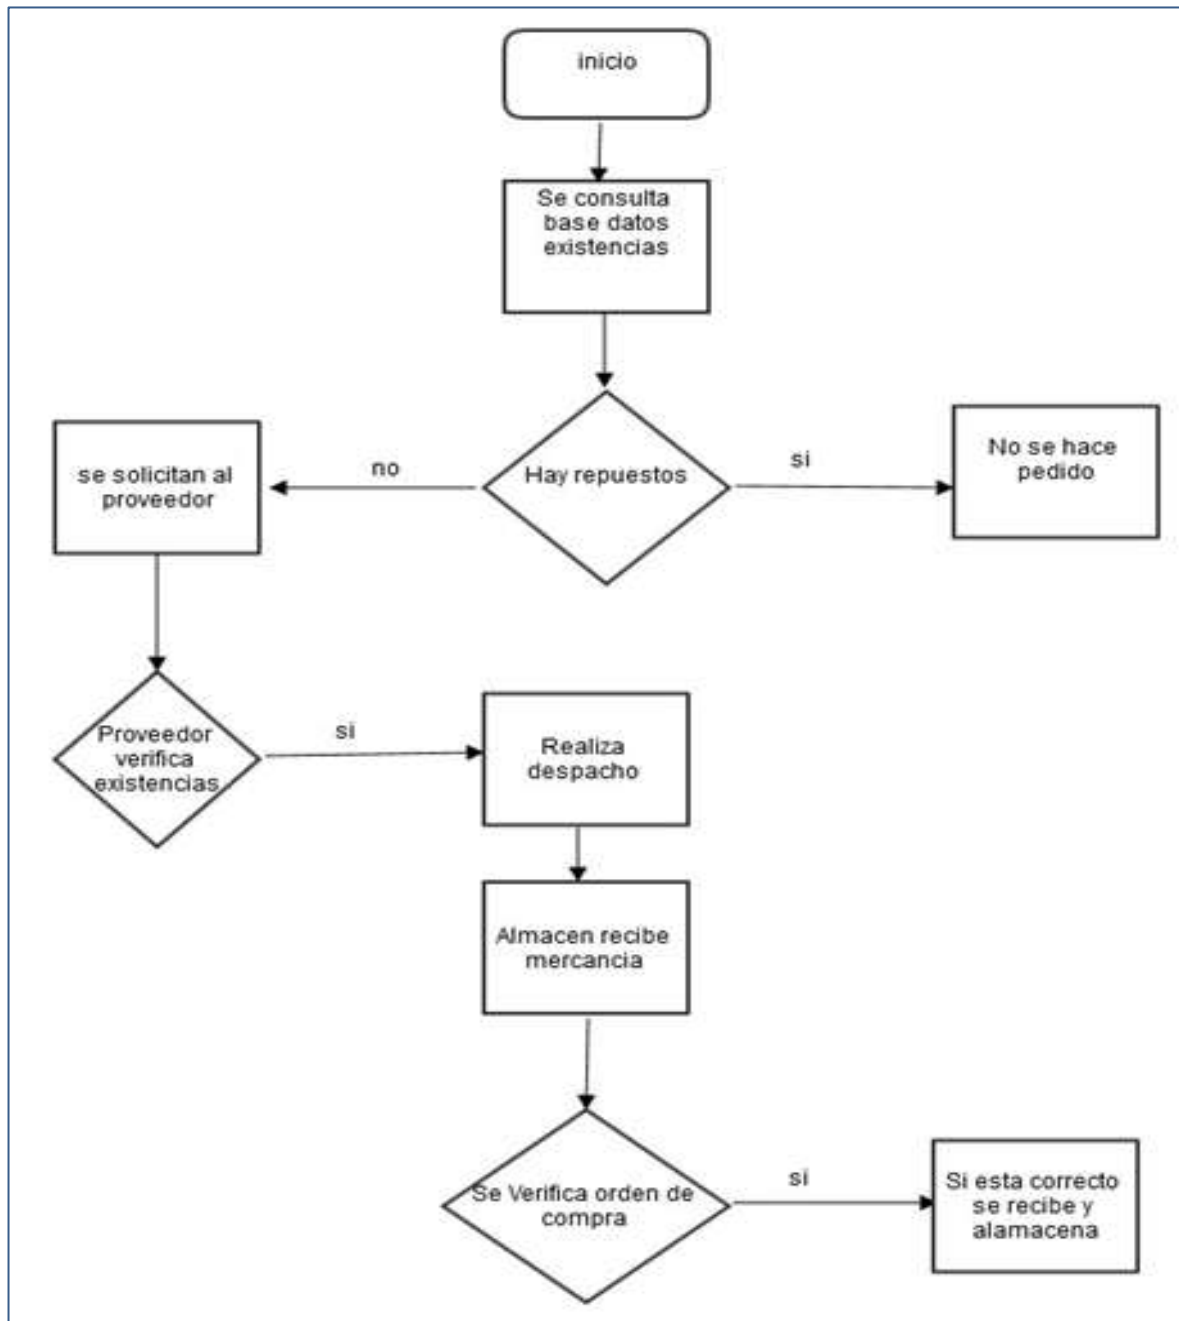 inicio
Se consulta
base datos
existencias
Hay repuestos
si
No se hace
pedido
no
se solicitan al
proveedor
Proveedor
verifica
existencias
si
Realiza
despacho
Almacen recibe
mercancia
Se Verifica orden de
compra
si
Si esta correcto
se recibe y
alamacena